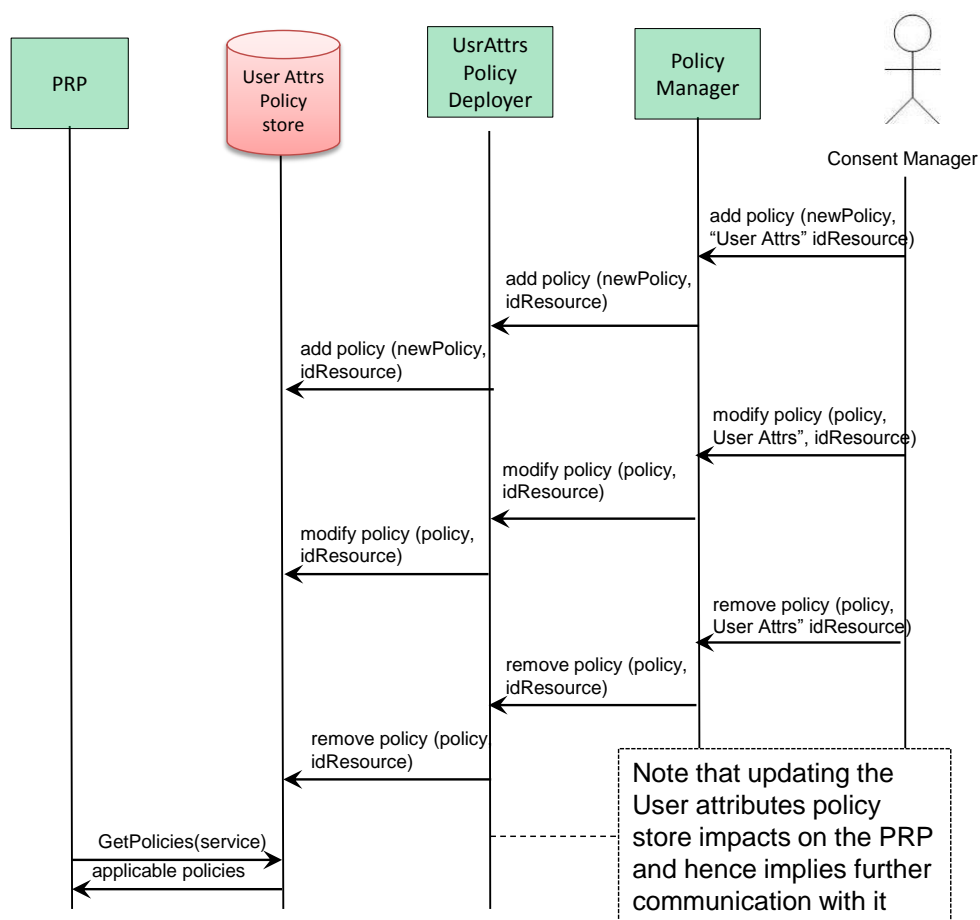 PRP
User Attrs
Policy
store
UsrAttrs
Policy
Deployer
Policy
Manager
Consent Manager
add policy (newPolicy,
“User Attrs” idResource)
add policy (newPolicy,
idResource)
add policy (newPolicy,
idResource)
modify policy (policy,
User Attrs”, idResource)
modify policy (policy,
idResource)
modify policy (policy,
idResource)
remove policy (policy,
User Attrs” idResource)
remove policy (policy,
idResource)
remove policy (policy
idResource)
Note that updating the
User attributes policy
store impacts on the PRP
and hence implies further
communication with it
GetPolicies(service)
applicable policies